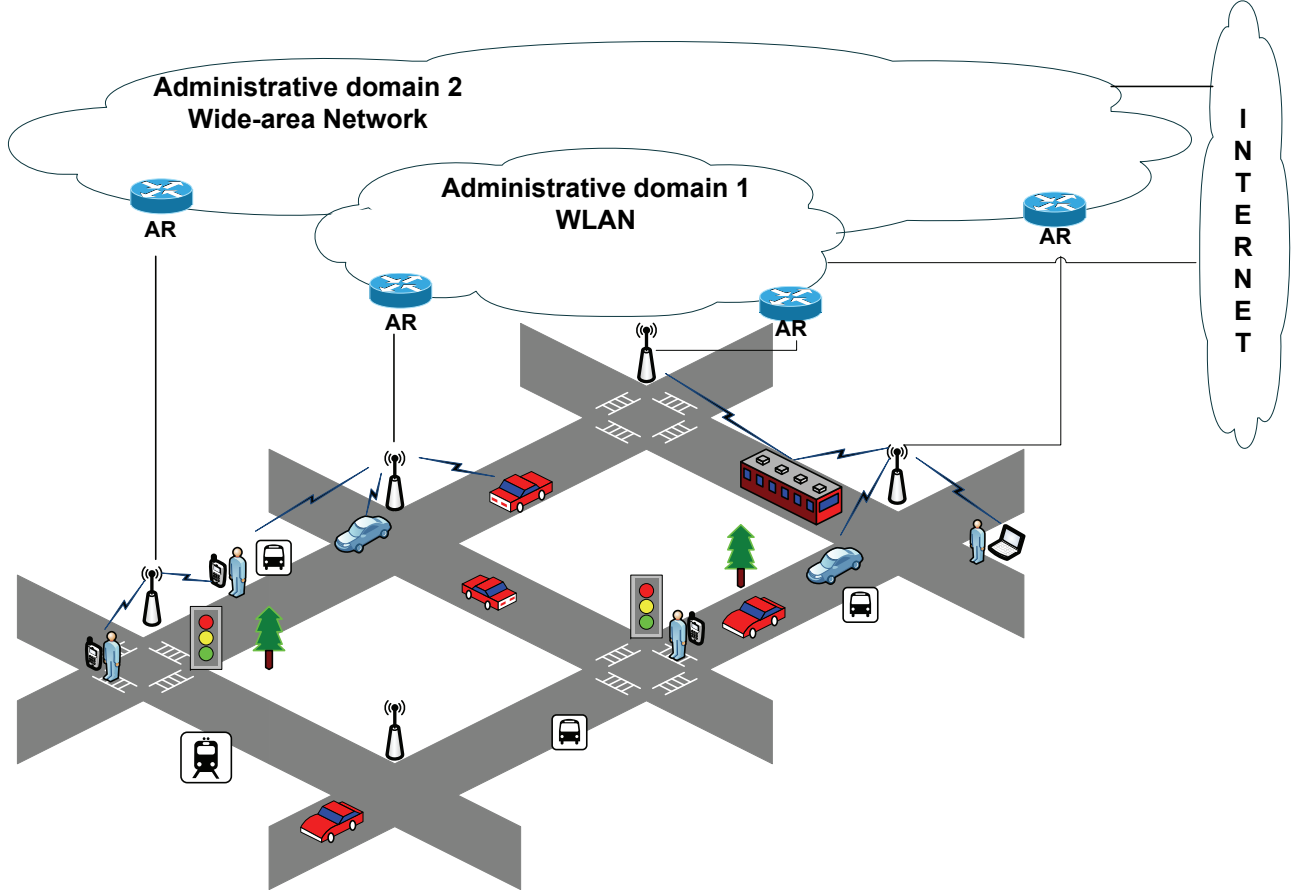 Administrative domain 2
Wide-area Network
Administrative domain 1
WLAN
AR
AR
AR
AR
I
N
T
E
R
N
E
T